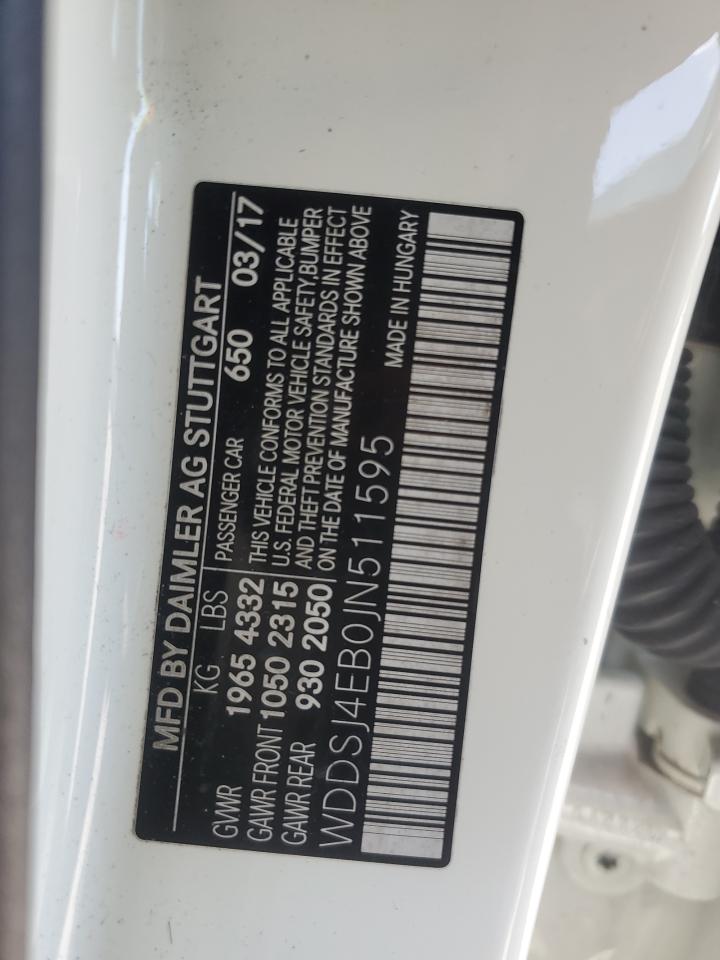 MFD BY DAIMLER AG STUTTGART
KG LBS PASSENGER CAR 650 03/17
GVWR 1965 4332 THIS VEHICLE CONFORMS TO ALL APPLICABLE
GAWR FRONT 1050 2315 U.S. FEDERAL MOTOR VEHICLE SAFETY,BUMPER
GAWR REAR 930 2050 AND THEFT PREVENTION STANDARDS IN EFFECT
ON THE DATE OF MANUFACTURE SHOWN ABOVE
WDDSJ4EB0JN511595 MADE IN HUNGARY